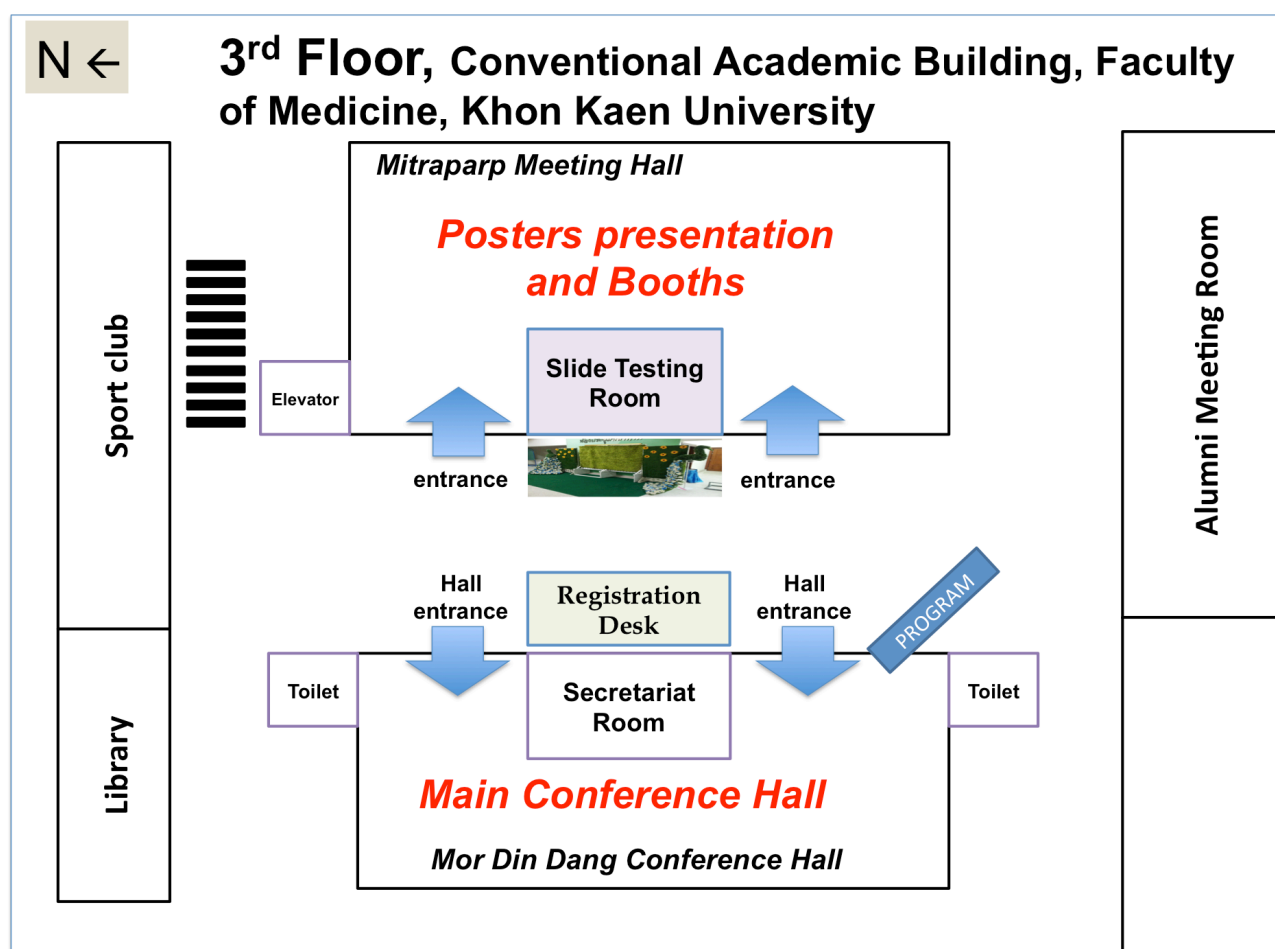 N ←
3rd Floor, Conventional Academic Building, Faculty
of Medicine, Khon Kaen University
Mitraparp Meeting Hall
Posters presentation
and Booths
Sport club
Elevator
Slide Testing
Room
entrance
entrance
Alumni Meeting Room
Hall
entrance
Registration
Desk
Hall
entrance
PROGRAM
Toilet
Secretariat
Room
Toilet
Library
Main Conference Hall
Mor Din Dang Conference Hall